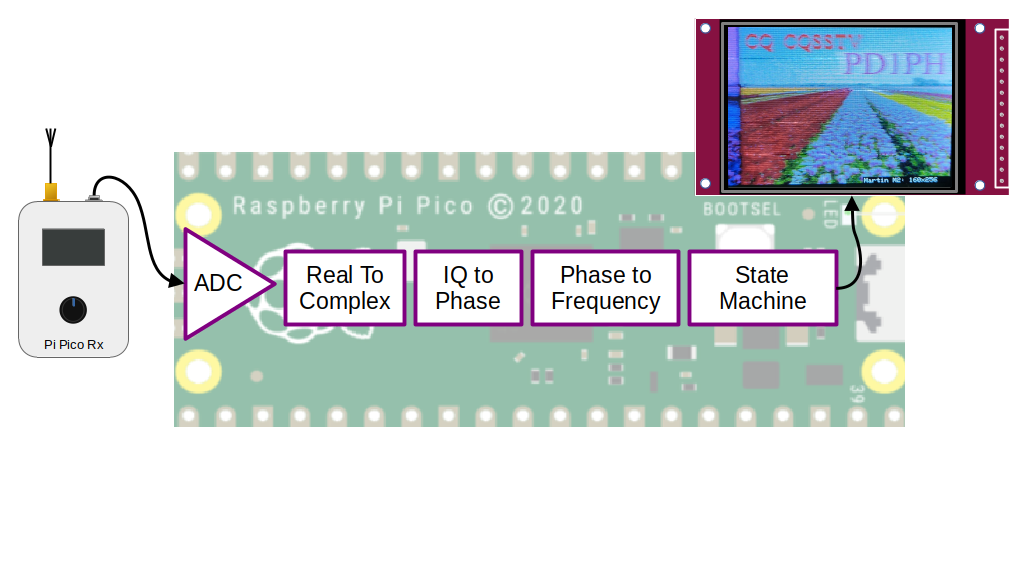 CQ CQSSTV
PD1PH
Martin M2: 160x256
Raspberry Pi Pico © 2020
BOOTSEL
LED
ADC
Real To
Complex
IQ to
Phase
Phase to
Frequency
State
Machine
Pi Pico Rx
39